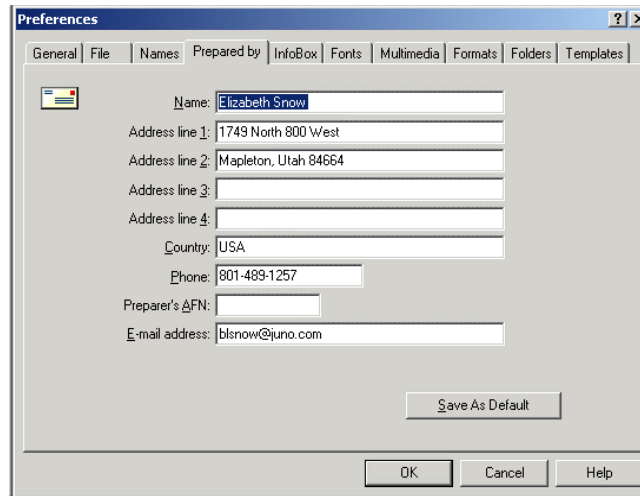 Preferences
General File Names Prepared by InfoBox Fonts Multimedia Formats Folders Templates
Name: Elizabeth Snow
Address line 1: 1749 North 800 West
Address line 2: Mapleton, Utah 84664
Address line 3:
Address line 4:
Country: USA
Phone: 801-489-1257
Preparer's AFN:
E-mail address: blsnow@juno.com
Save As Default
OK Cancel Help